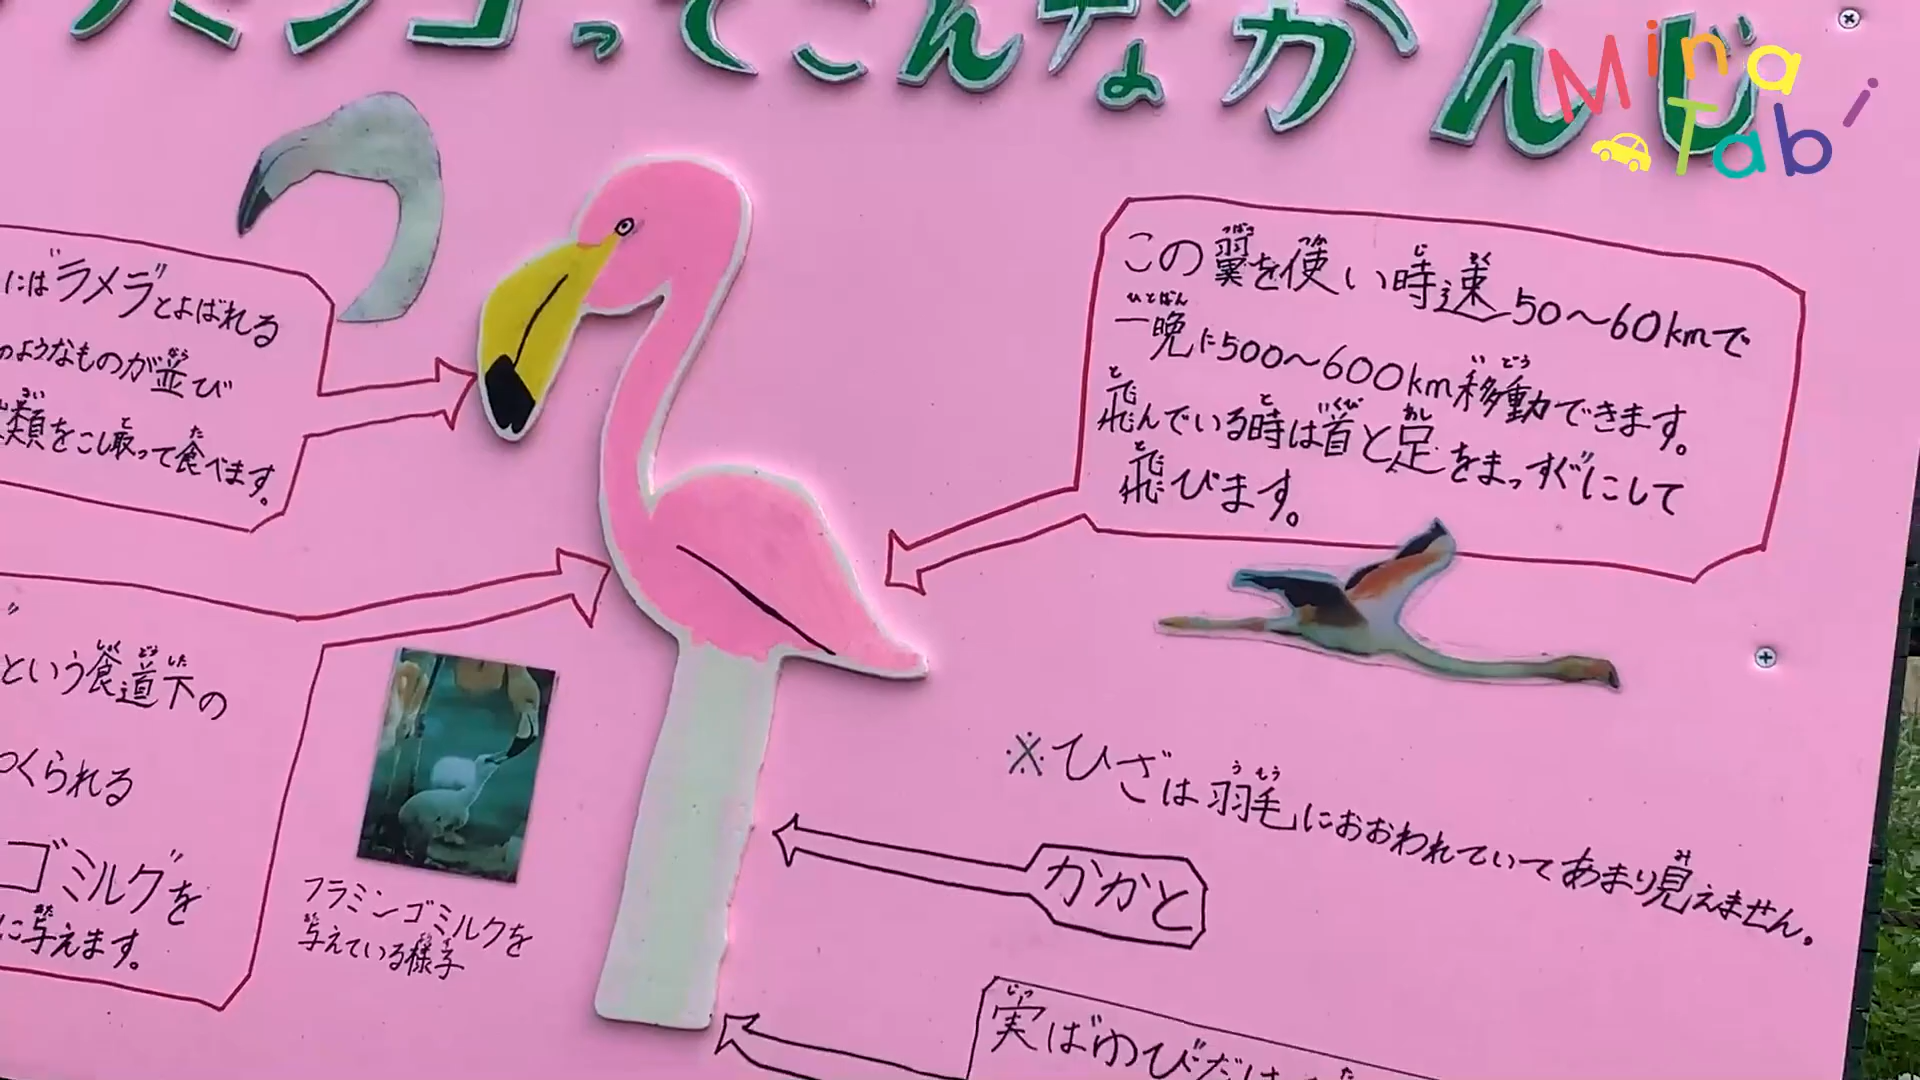 ラミンゴってこんなかんじ
Mina
Tabi
にはラメラとよばれる
のようなものが並び
類をこし取って食べます。
この翼を使い時速50～60kmで
一晩に500～600km移動できます。
飛んでいる時は首と足をまっすぐにして
飛びます。
という食道下の
つくられる
ゴミルクを
に与えます。
フラミンゴミルクを
与えている様子
※ひざは羽毛におおわれていてあまり見えません。
かかと
実はゆびだけ